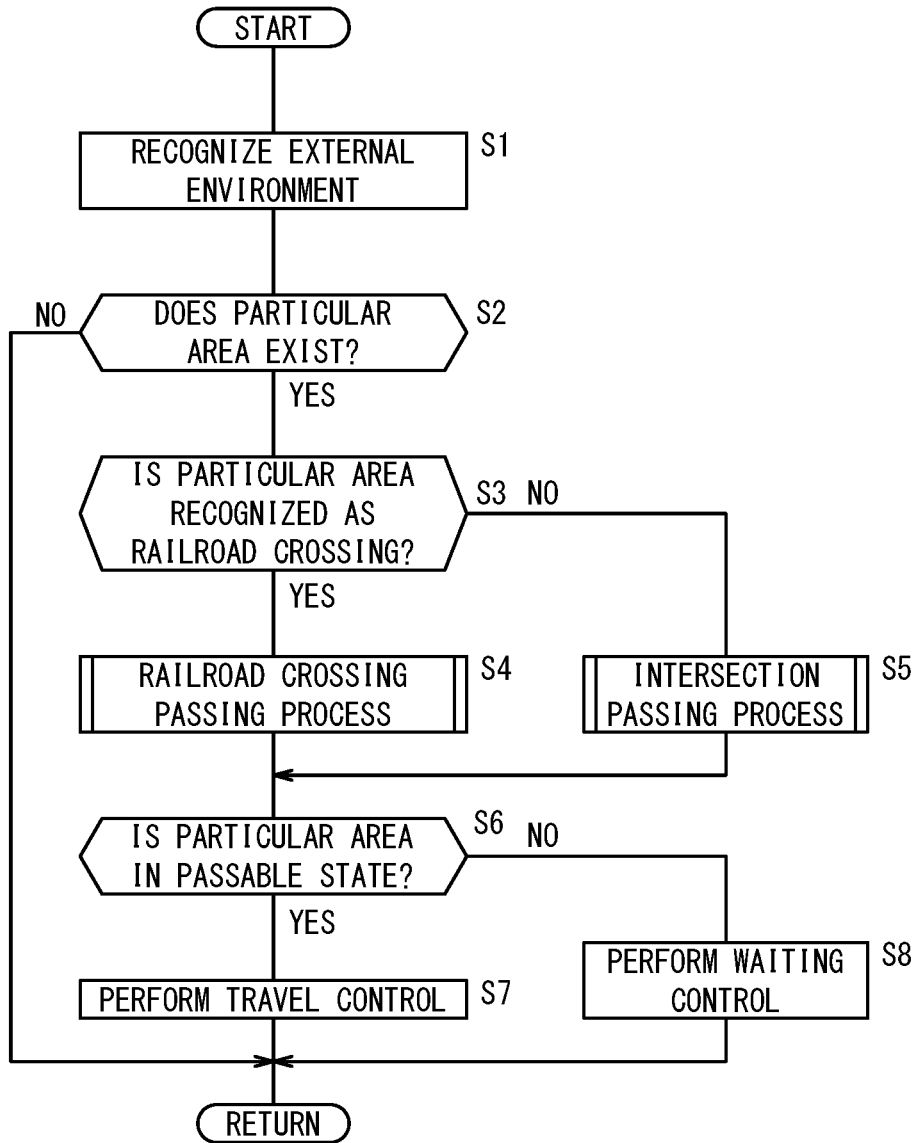 START
RECOGNIZE EXTERNAL
ENVIRONMENT
S1
NO
DOES PARTICULAR
AREA EXIST?
S2
YES
IS PARTICULAR AREA
RECOGNIZED AS
RAILROAD CROSSING?
S3 NO
YES
RAILROAD CROSSING
PASSING PROCESS
S4
INTERSECTION
PASSING PROCESS
S5
IS PARTICULAR AREA
IN PASSABLE STATE?
S6
NO
YES
PERFORM TRAVEL CONTROL
S7
PERFORM WAITING
CONTROL
S8
RETURN